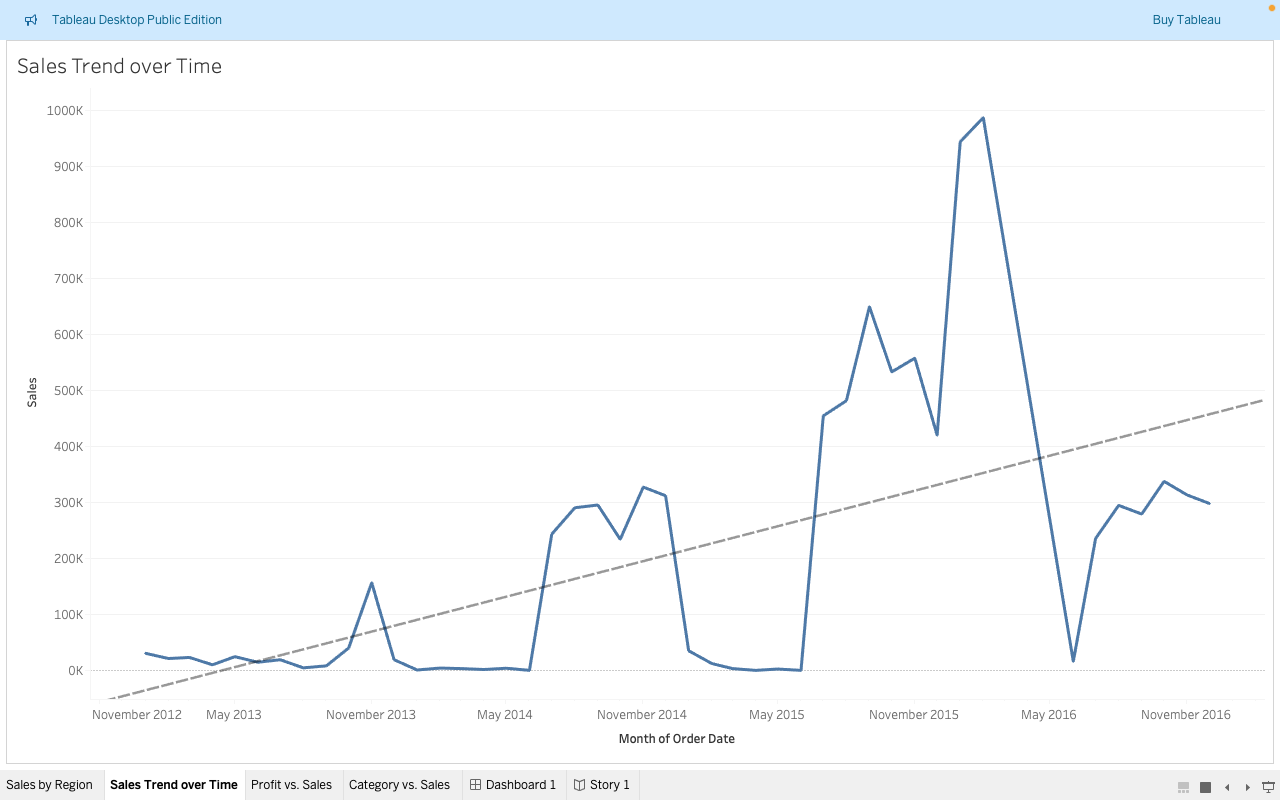 Tableau Desktop Public Edition
Buy Tableau
Sales Trend over Time
1000K
900K
800K
700K
600K
500K
400K
300K
200K
100K
0K
Sales
November 2012 May 2013 November 2013 May 2014 November 2014 May 2015 November 2015 May 2016 November 2016
Month of Order Date
Sales by Region Sales Trend over Time Profit vs. Sales Category vs. Sales Dashboard 1 Story 1